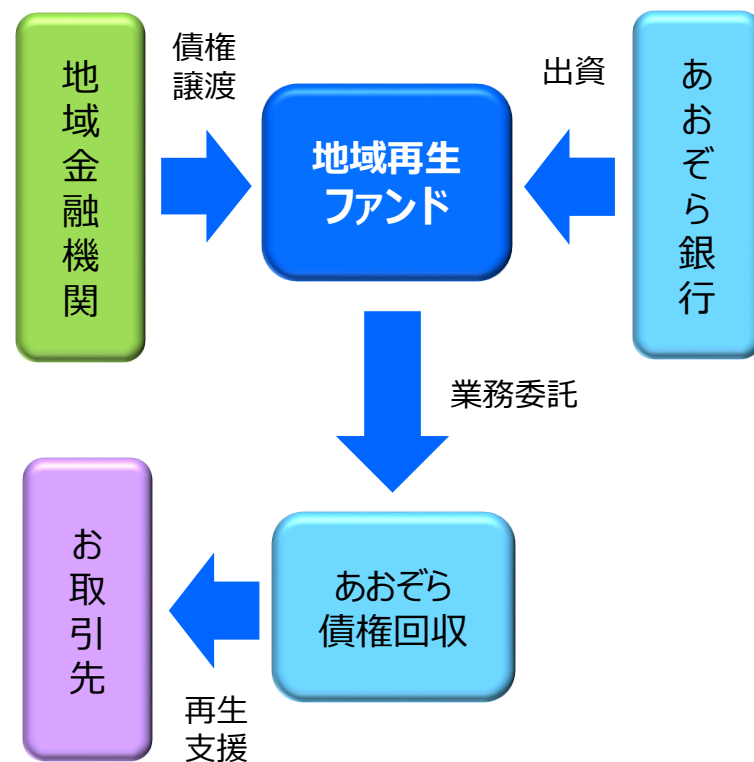 地域金融機関
債権
譲渡
地域再生
ファンド
出資
あおぞら銀行
業務委託
お取引先
あおぞら
債権回収
再生
支援